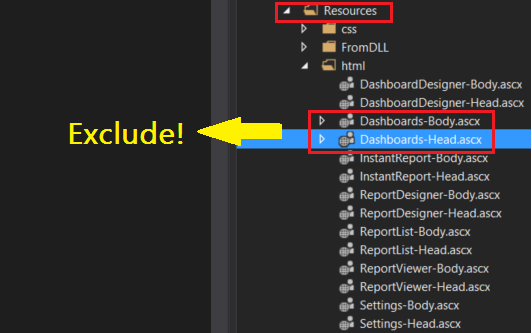 Resources
css
FromDLL
html
DashboardDesigner-Body.ascx
DashboardDesigner-Head.ascx
Dashboards-Body.ascx
Exclude!
Dashboards-Head.ascx
InstantReport-Body.ascx
InstantReport-Head.ascx
ReportDesigner-Body.ascx
ReportDesigner-Head.ascx
ReportList-Body.ascx
ReportList-Head.ascx
ReportViewer-Body.ascx
ReportViewer-Head.ascx
Settings-Body.ascx
Settings-Head.ascx